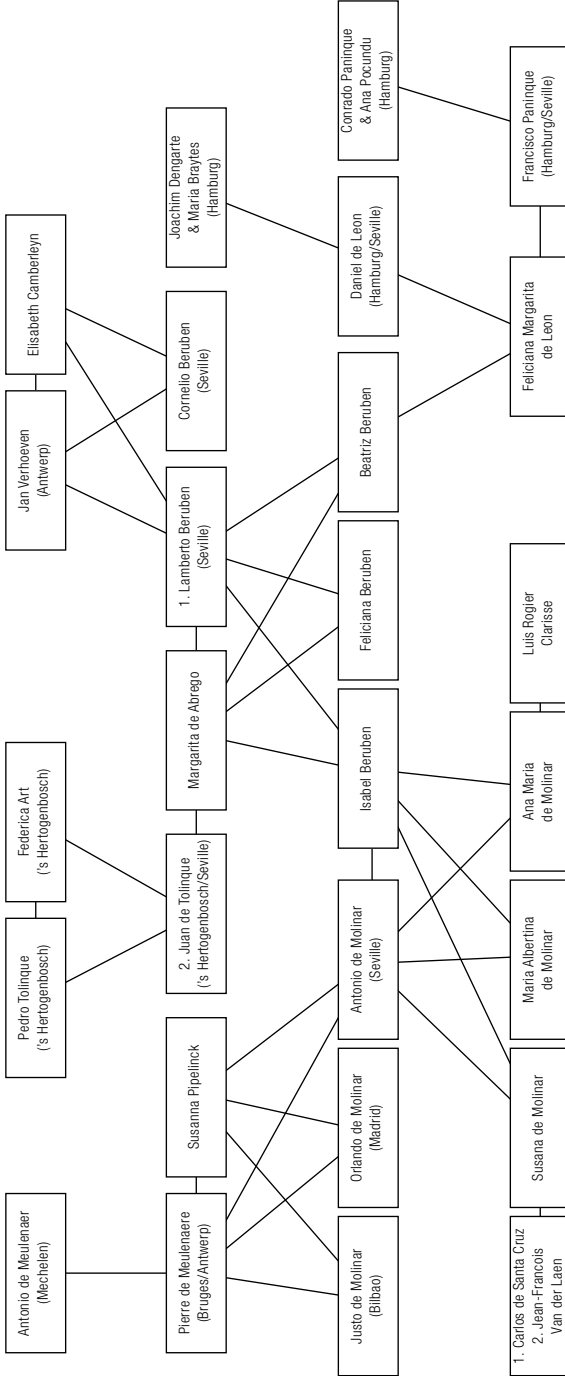 Antonio de Meulenaer
(Mechelen)
Pedro Tolinque
('s Hertogenbosch)
Federica Art
('s Hertogenbosch)
Jan Verhoeven
(Antwerp)
Elisabeth Camberleyn
Pierre de Meulenaere
(Bruges/Antwerp)
Susanna Pipelinck
2. Juan de Tolinque
('s Hertogenbosch/Seville)
Margarita de Abrego
1. Lamberto Beruben
(Seville)
Cornelio Beruben
(Seville)
Joachim Dengarte
& Maria Braytes
(Hamburg)
Justo de Molinar
(Bilbao)
Orlando de Molinar
(Madrid)
Antonio de Molinar
(Seville)
Isabel Beruben
Feliciana Beruben
Beatriz Beruben
Daniel de Leon
(Hamburg/Seville)
Conrado Paninque
& Ana Pocundu
(Hamburg)
1. Carlos de Santa Cruz
2. Jean-Francois
Van der Laen
Susana de Molinar
Maria Albertina
de Molinar
Ana Maria
de Molinar
Luis Rogier
Clarisse
Feliciana Margarita
de Leon
Francisco Paninque
(Hamburg/Seville)